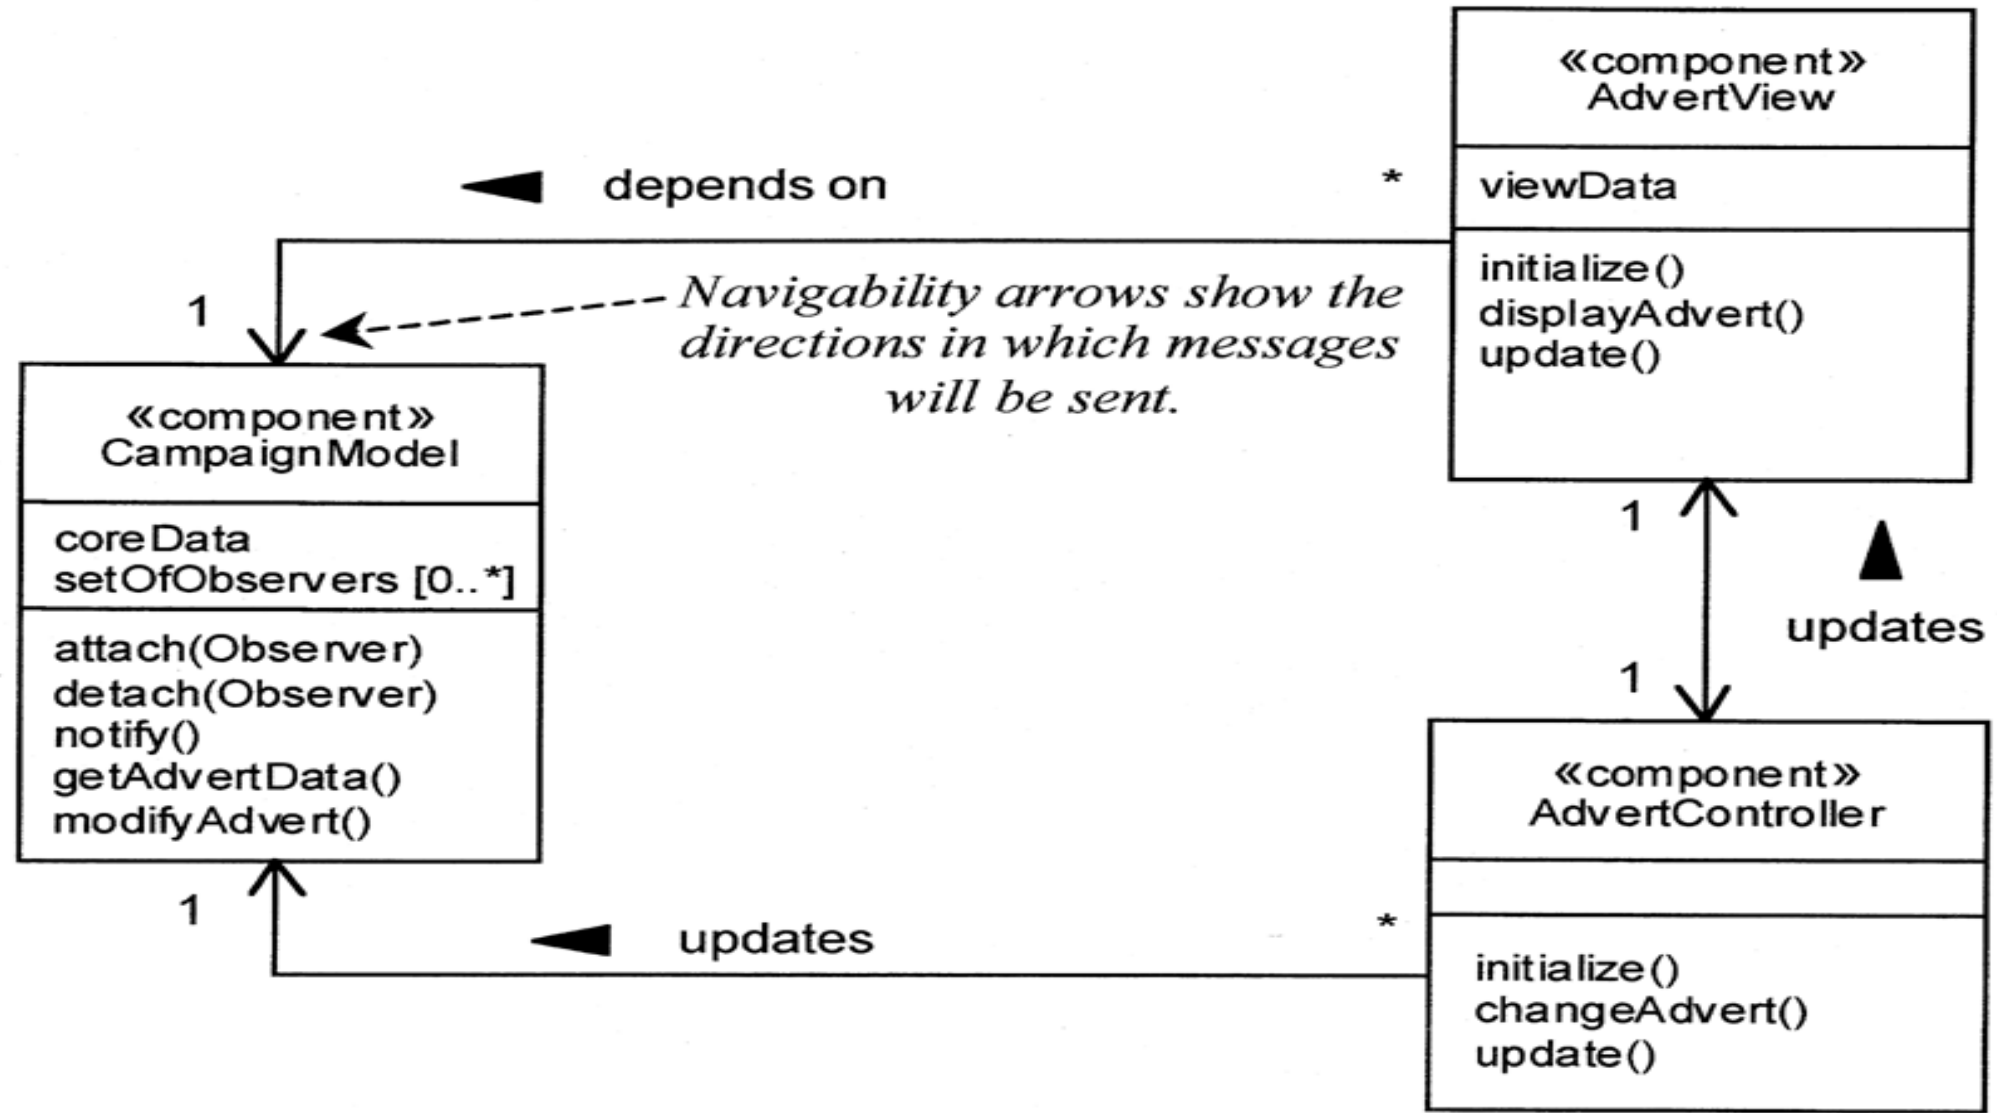 «component»
AdvertView
viewData
initialize()
displayAdvert()
update()
depends on
*
1
Navigability arrows show the
directions in which messages
will be sent.
«component»
CampaignModel
coreData
setOfObservers [0..*]
attach(Observer)
detach(Observer)
notify()
getAdvertData()
modifyAdvert()
1
updates
1
«component»
AdvertController
initialize()
changeAdvert()
update()
1
updates
*